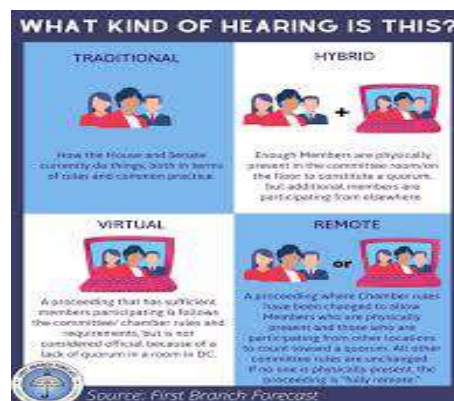 WHAT KIND OF HEARING IS THIS?
TRADITIONAL
How the House and Senate
currently do things, both in terms
of rules and common practice.
HYBRID
+
Enough Members are physically
present in the committee room/on
the floor to constitute a quorum,
but additional members are
participating from elsewhere
VIRTUAL
A proceeding that has sufficient
members participating & follows
the committee/ chamber rules and
requirements, but is not
considered official because of a
lack of quorum in a room in DC.
REMOTE
or
A proceeding where Chamber rules
have been changed to allow
Members who are physically
present and those who are
participating from other locations
to count toward a quorum. All other
committee rules are unchanged.
If no one is physically present, the
proceeding is "fully remote."
Source: First Branch Forecast